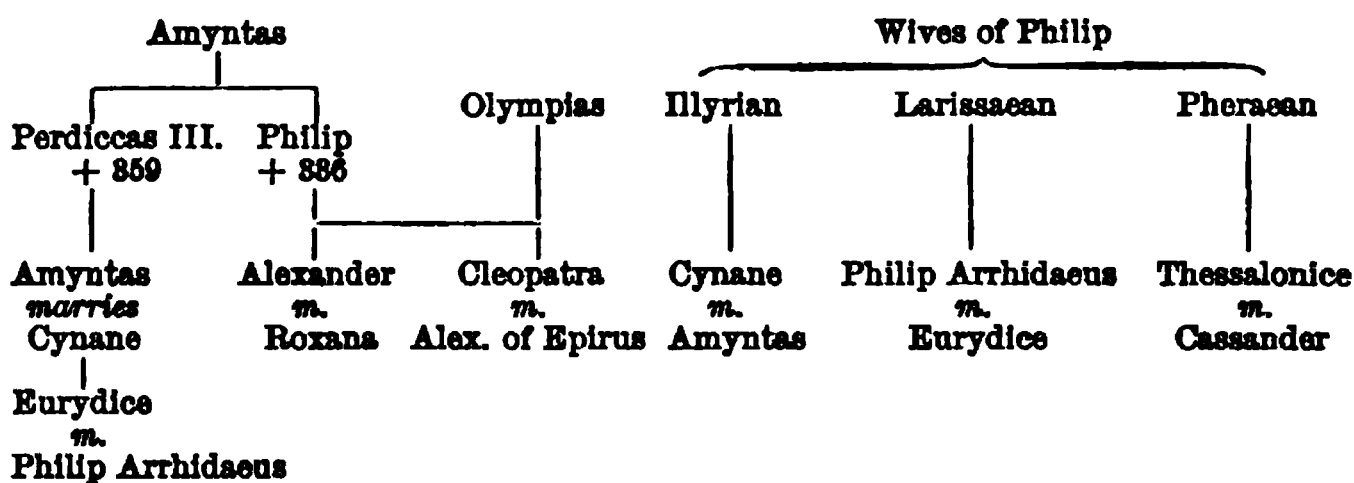 Amyntas
Wives of Philip
Olympias Illyrian Larissaean Pheraean
Perdiccas III. Philip
+ 359 + 336
Amyntas Alexander Cleopatra Cynane Philip Arrhidaeus Thessalonice
marries m. m. m. m. m.
Cynane Roxana Alex. of Epirus Amyntas Eurydice Cassander
Eurydice
m.
Philip Arrhidaeus